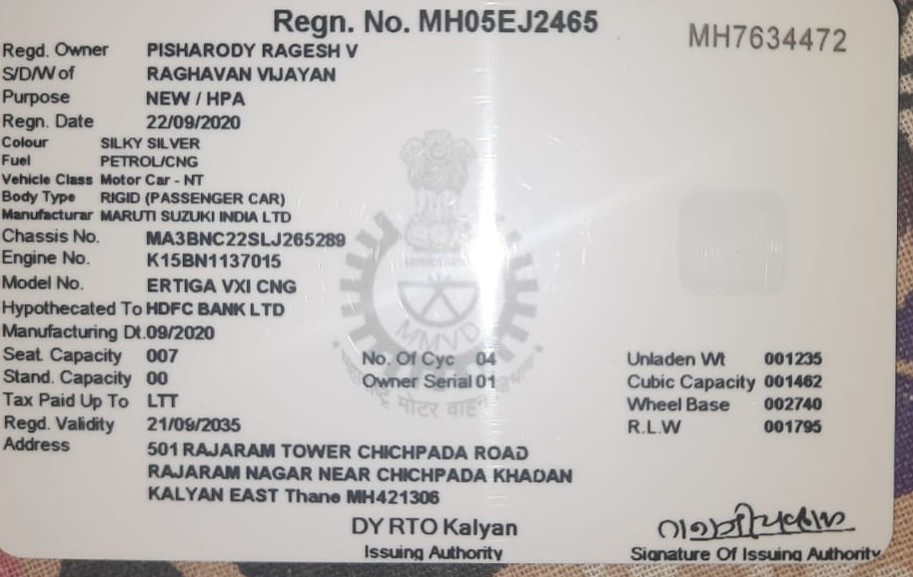 Regn. No. MH05EJ2465
MH7634472
Regd. Owner PISHARODY RAGESH V
S/D/W of RAGHAVAN VIJAYAN
Purpose NEW / HPA
Regn. Date 22/09/2020
Colour SILKY SILVER
Fuel PETROL/CNG
Vehicle Class Motor Car - NT
Body Type RIGID (PASSENGER CAR)
Manufacturar MARUTI SUZUKI INDIA LTD
Chassis No. MA3BNC22SLJ265289
Engine No. K15BN1137015
Model No. ERTIGA VXI CNG
Hypothecated To HDFC BANK LTD
Manufacturing Dt. 09/2020
Seat. Capacity 007 No. Of Cyc 04 Unladen Wt 001235
Stand. Capacity 00 Owner Serial 01 Cubic Capacity 001462
Tax Paid Up To LTT Wheel Base 002740
Regd. Validity 21/09/2035 R.L.W 001795
Address 501 RAJARAM TOWER CHICHPADA ROAD
RAJARAM NAGAR NEAR CHICHPADA KHADAN
KALYAN EAST Thane MH421306
MMVD
मोटर वाहन
DY RTO Kalyan
Issuing Authority
Signature Of Issuing Authority